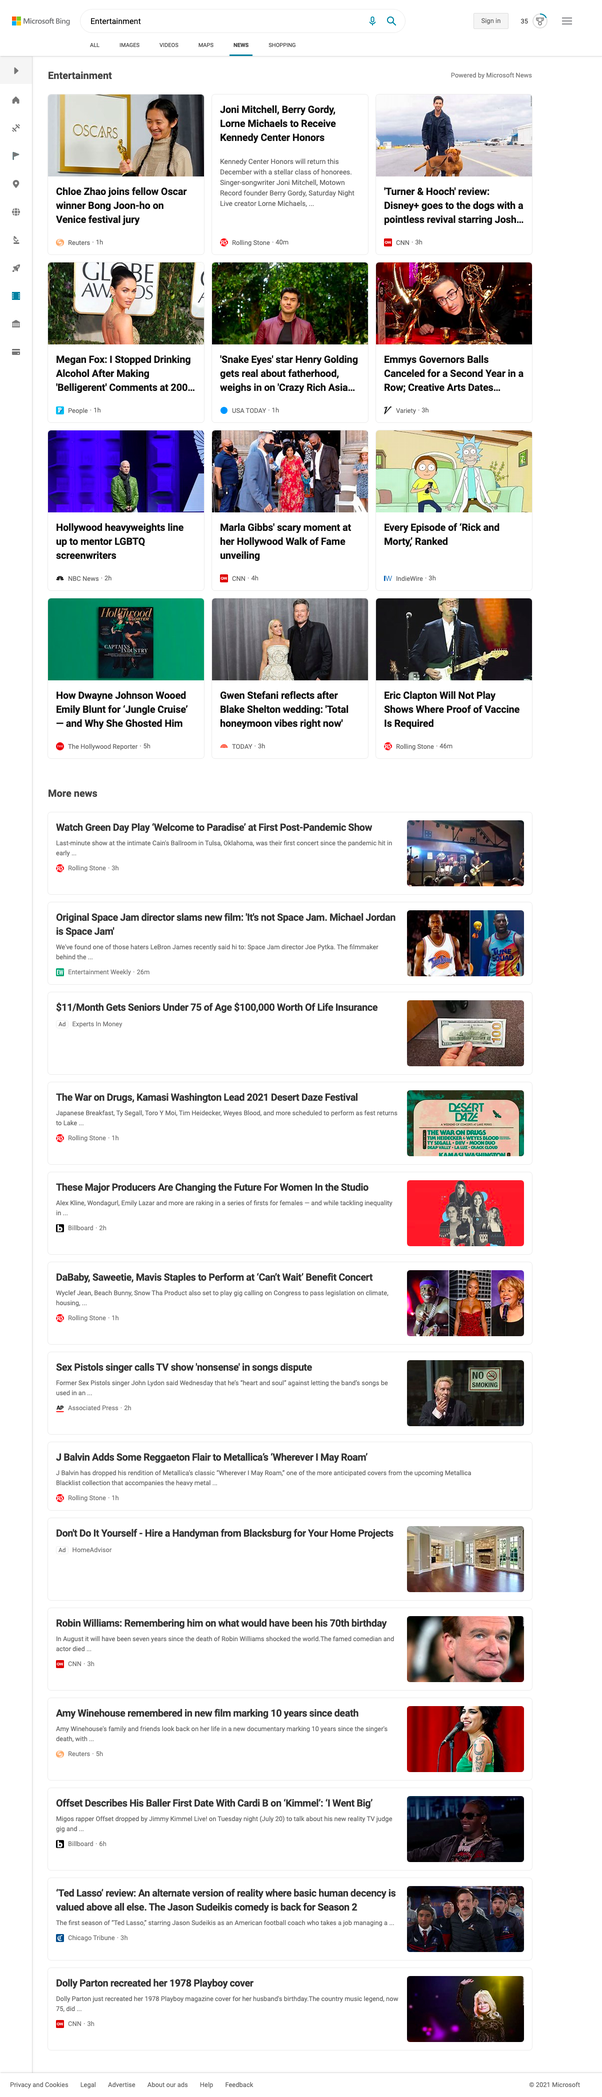 Microsoft Bing
Entertainment
Sign in
35
ALL
IMAGES
VIDEOS
MAPS
NEWS
SHOPPING
Entertainment
Powered by Microsoft News
OSCARS
Chloe Zhao joins fellow Oscar
winner Bong Joon-ho on
Venice festival jury
Reuters · 1h
Joni Mitchell, Berry Gordy,
Lorne Michaels to Receive
Kennedy Center Honors
Kennedy Center Honors will return this
December with a stellar class of honorees.
Singer-songwriter Joni Mitchell, Motown
Record founder Berry Gordy, Saturday Night
Live creator Lorne Michaels, ...
Rolling Stone · 40m
'Turner & Hooch' review:
Disney+ goes to the dogs with a
pointless revival starring Josh...
CNN · 3h
GLOBE
AWARDS
Megan Fox: I Stopped Drinking
Alcohol After Making
'Belligerent' Comments at 200...
People · 1h
'Snake Eyes' star Henry Golding
gets real about fatherhood,
weighs in on 'Crazy Rich Asia...
USA TODAY · 1h
Emmys Governors Balls
Canceled for a Second Year in a
Row; Creative Arts Dates...
Variety · 3h
Hollywood heavyweights line
up to mentor LGBTQ
screenwriters
NBC News · 2h
Marla Gibbs' scary moment at
her Hollywood Walk of Fame
unveiling
CNN · 4h
Every Episode of ‘Rick and
Morty,’ Ranked
IndieWire · 3h
Hollywood
REPORTER
CAPTAINS
INDUSTRY
How Dwayne Johnson Wooed
Emily Blunt for ‘Jungle Cruise’
— and Why She Ghosted Him
The Hollywood Reporter · 5h
Gwen Stefani reflects after
Blake Shelton wedding: 'Total
honeymoon vibes right now'
TODAY · 3h
Eric Clapton Will Not Play
Shows Where Proof of Vaccine
Is Required
Rolling Stone · 46m
More news
Watch Green Day Play ‘Welcome to Paradise’ at First Post-Pandemic Show
Last-minute show at the intimate Cain's Ballroom in Tulsa, Oklahoma, was their first concert since the pandemic hit in
early ...
Rolling Stone · 3h
Original Space Jam director slams new film: 'It's not Space Jam. Michael Jordan
is Space Jam'
We've found one of those haters LeBron James recently said hi to: Space Jam director Joe Pytka. The filmmaker
behind the ...
Entertainment Weekly · 26m
TUNE
SQUAD
$11/Month Gets Seniors Under 75 of Age $100,000 Worth Of Life Insurance
Ad Experts In Money
100
The War on Drugs, Kamasi Washington Lead 2021 Desert Daze Festival
Japanese Breakfast, Ty Segall, Toro Y Moi, Tim Heidecker, Weyes Blood, and more scheduled to perform as fest returns
to Lake ...
Rolling Stone · 1h
DESERT
DAZE
THE WAR ON DRUGS
TIM HEIDECKER WEYES BLOOD
TY SEGALL DIIV MOON DUO
KAMASI WASHINGTON
These Major Producers Are Changing the Future For Women In the Studio
Alex Kline, Wondagurl, Emily Lazar and more are raking in a series of firsts for females — and while tackling inequality
in ...
Billboard · 2h
DaBaby, Saweetie, Mavis Staples to Perform at ‘Can’t Wait’ Benefit Concert
Wyclef Jean, Beach Bunny, Snow Tha Product also set to play gig calling on Congress to pass legislation on climate,
housing, ...
Rolling Stone · 1h
Sex Pistols singer calls TV show 'nonsense' in songs dispute
Former Sex Pistols singer John Lydon said Wednesday that he's “heart and soul” against letting the band's songs be
used in an ...
Associated Press · 2h
NO
SMOKING
J Balvin Adds Some Reggaeton Flair to Metallica’s ‘Wherever I May Roam’
J Balvin has dropped his rendition of Metallica's classic “Wherever I May Roam,” one of the more anticipated covers from the upcoming Metallica
Blacklist collection that accompanies the heavy metal ...
Rolling Stone · 1h
Don't Do It Yourself - Hire a Handyman from Blacksburg for Your Home Projects
Ad HomeAdvisor
Robin Williams: Remembering him on what would have been his 70th birthday
In August it will have been seven years since the death of Robin Williams shocked the world.The famed comedian and
actor died ...
CNN · 3h
Amy Winehouse remembered in new film marking 10 years since death
Amy Winehouse's family and friends look back on her life in a new documentary marking 10 years since the singer's
death, with ...
Reuters · 5h
Offset Describes His Baller First Date With Cardi B on ‘Kimmel’: ‘I Went Big’
Migos rapper Offset dropped by Jimmy Kimmel Live! on Tuesday night (July 20) to talk about his new reality TV judge
gig and ...
Billboard · 6h
‘Ted Lasso’ review: An alternate version of reality where basic human decency is
valued above all else. The Jason Sudeikis comedy is back for Season 2
The first season of “Ted Lasso,” starring Jason Sudeikis as an American football coach who takes a job managing a ...
Chicago Tribune · 3h
Dolly Parton recreated her 1978 Playboy cover
Dolly Parton just recreated her 1978 Playboy magazine cover for her husband's birthday.The country music legend, now
75, did ...
CNN · 3h
Privacy and Cookies
Legal
Advertise
About our ads
Help
Feedback
© 2021 Microsoft